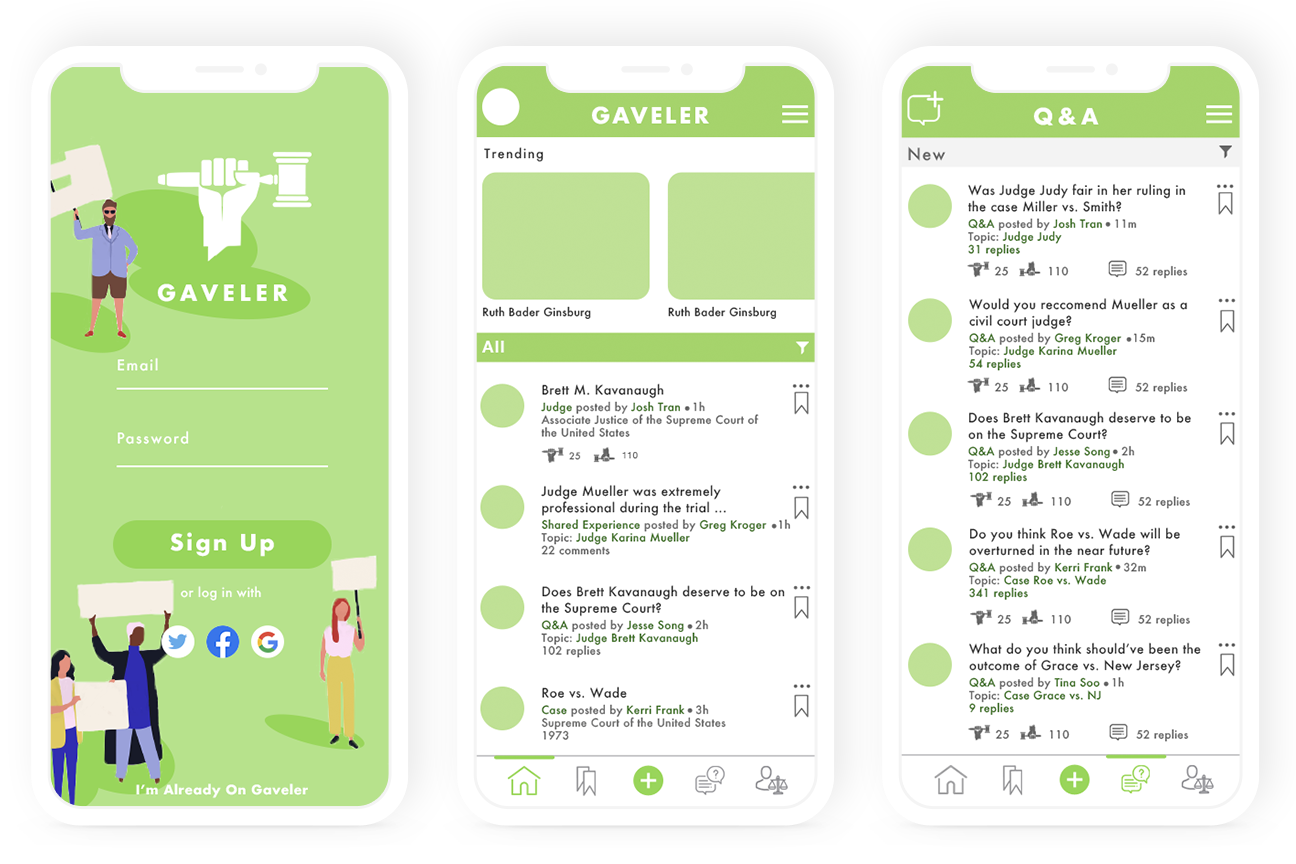 GAVELER
Email
Password
Sign Up
or log in with
I'm Already On Gaveler
GAVELER
Trending
Ruth Bader Ginsburg
Ruth Bader Ginsburg
All
Brett M. Kavanaugh
Judge posted by Josh Tran • 1h
Associate Justice of the Supreme Court of
the United States
25 110
Judge Mueller was extremely
professional during the trial ...
Shared Experience posted by Greg Kroger •1h
Topic: Judge Karina Mueller
22 comments
Does Brett Kavanaugh deserve to be on
the Supreme Court?
Q&A posted by Jesse Song • 2h
Topic: Judge Brett Kavanaugh
102 replies
Roe vs. Wade
Case posted by Kerri Frank • 3h
Supreme Court of the United States
1973
Q & A
New
Was Judge Judy fair in her ruling in
the case Miller vs. Smith?
Q&A posted by Josh Tran • 11m
Topic: Judge Judy
31 replies
25 110 52 replies
Would you reccomend Mueller as a
civil court judge?
Q&A posted by Greg Kroger •15m
Topic: Judge Karina Mueller
54 replies
25 110 52 replies
Does Brett Kavanaugh deserve to be
on the Supreme Court?
Q&A posted by Jesse Song • 2h
Topic: Judge Brett Kavanaugh
102 replies
25 110 52 replies
Do you think Roe vs. Wade will be
overturned in the near future?
Q&A posted by Kerri Frank • 32m
Topic: Case Roe vs. Wade
341 replies
25 110 52 replies
What do you think should've been the
outcome of Grace vs. New Jersey?
Q&A posted by Tina Soo • 1h
Topic: Case Grace vs. NJ
9 replies
25 110 52 replies